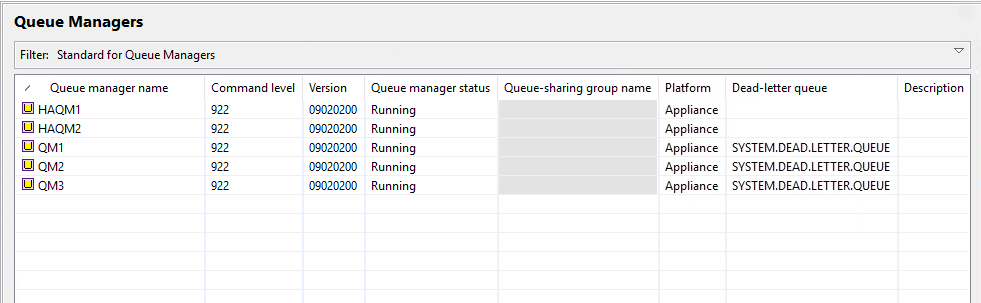 Queue Managers
Filter: Standard for Queue Managers
Queue manager name Command level Version Queue manager status Queue-sharing group name Platform Dead-letter queue Description
HAQM1 922 09020200 Running Appliance
HAQM2 922 09020200 Running Appliance
QM1 922 09020200 Running Appliance SYSTEM.DEAD.LETTER.QUEUE
QM2 922 09020200 Running Appliance SYSTEM.DEAD.LETTER.QUEUE
QM3 922 09020200 Running Appliance SYSTEM.DEAD.LETTER.QUEUE